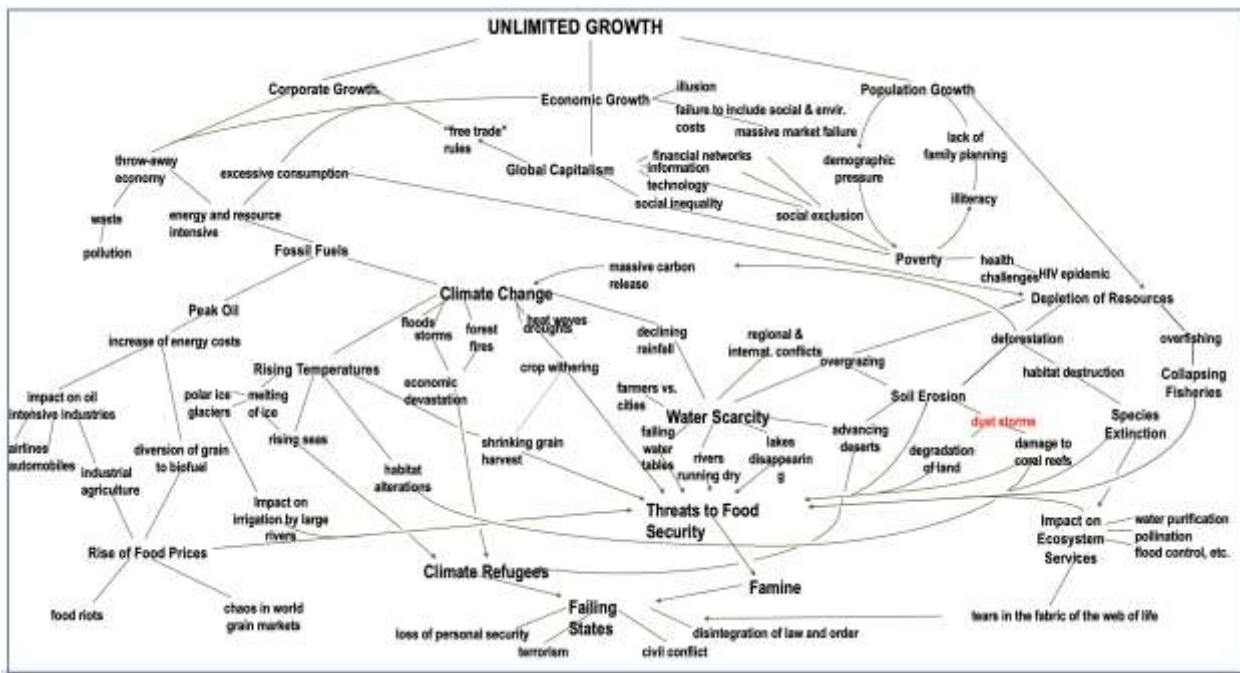 UNLIMITED GROWTH
Corporate Growth
Economic Growth
illusion
Population Growth
failure to include social & envir.
costs
massive market failure
"free trade"
rules
lack of
family planning
throw-away
economy
excessive consumption
Global Capitalism
financial networks
information
technology
social inequality
demographic
pressure
illiteracy
waste
energy and resource
intensive
social exclusion
pollution
Fossil Fuels
Poverty
health
challenges
HIV epidemic
massive carbon
release
Climate Change
Depletion of Resources
Peak Oil
floods
storms
forest
fires
heat waves
droughts
declining
rainfall
regional &
internat. conflicts
deforestation
overfishing
increase of energy costs
Rising Temperatures
crop withering
overgrazing
habitat destruction
Collapsing
Fisheries
impact on oil
intensive industries
polar ice
glaciers
melting
of ice
economic
devastation
farmers vs.
cities
Water Scarcity
Soil Erosion
Species
Extinction
dust storms
airlines
automobiles
industrial
agriculture
diversion of grain
to biofuel
rising seas
shrinking grain
harvest
falling
water
tables
rivers
running dry
lakes
disappearin
g
advancing
deserts
degradation
of land
damage to
coral reefs
habitat
alterations
Impact on
irrigation by large
rivers
Threats to Food
Security
Impact on
Ecosystem
Services
water purification
pollination
flood control, etc.
Rise of Food Prices
Climate Refugees
Famine
food riots
chaos in world
grain markets
Failing
States
loss of personal security
terrorism
civil conflict
disintegration of law and order
tears in the fabric of the web of life